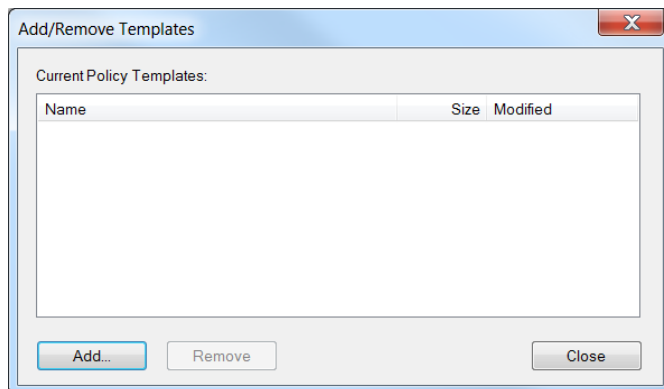 Add/Remove Templates
Current Policy Templates:
Name Size Modified
Add... Remove Close